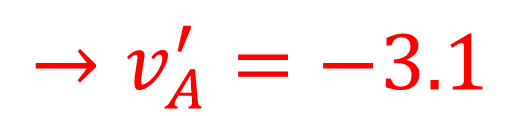 → v′_A = −3.1